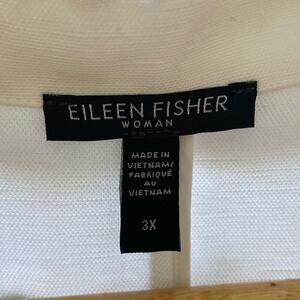 EILEEN FISHER
WOMAN
MADE IN
VIETNAM/
FABRIQUÉ
AU
VIETNAM
3X